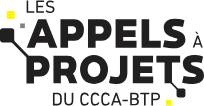 LES
APPELS À
PROJETS
DU CCCA-BTP